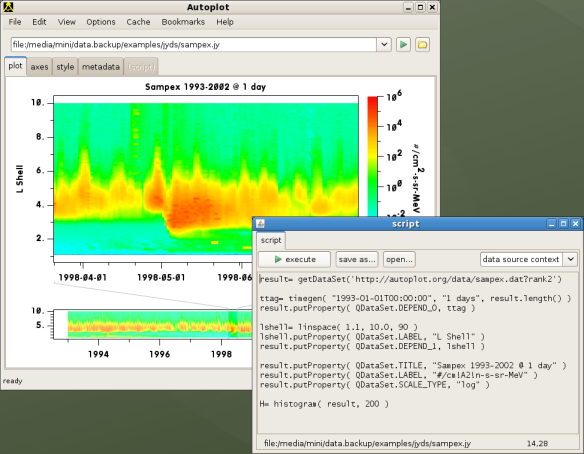 Autoplot
File Edit View Options Cache Bookmarks Help
file:/media/mini/data.backup/examples/jyds/sampex.jy
plot axes style metadata (script)
Sampex 1993-2002 @ 1 day
10.
8.
6.
4.
2.
L Shell
10^6
10^4
10^2
10^0
10^-2
#/cm^2-s-sr-MeV
1998-04-01 1998-05-01 1998-06
10.
5.
1994 1996 1998
ready
script
script
execute save as... open... data source context
result= getDataSet('http://autoplot.org/data/sampex.dat?rank2')
ttag= timegen( "1993-01-01T00:00:00", "1 days", result.length() )
result.putProperty( QDataSet.DEPEND_0, ttag )
lshell= linspace( 1.1, 10.0, 90 )
lshell.putProperty( QDataSet.LABEL, "L Shell" )
result.putProperty( QDataSet.DEPEND_1, lshell )
result.putProperty( QDataSet.TITLE, "Sampex 1993-2002 @ 1 day" )
result.putProperty( QDataSet.LABEL, "#/cm!A2!n-s-sr-MeV" )
result.putProperty( QDataSet.SCALE_TYPE, "log" )
H= histogram( result, 200 )
file:/media/mini/data.backup/examples/jyds/sampex.jy 14,28